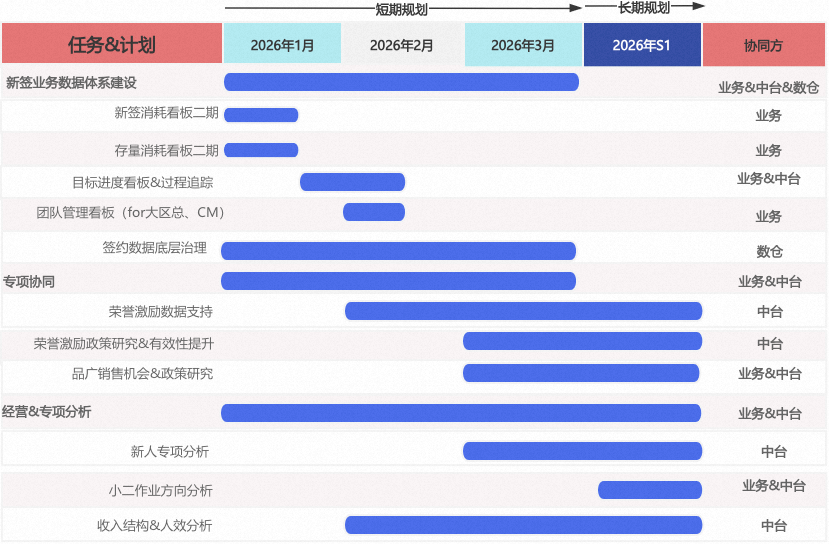 短期规划 长期规划
任务&计划 2026年1月 2026年2月 2026年3月 2026年S1 协同方
新签业务数据体系建设 业务&中台&数仓
新签消耗看板二期 业务
存量消耗看板二期 业务
目标进度看板&过程追踪 业务&中台
团队管理看板（for大区总、CM） 业务
签约数据底层治理 数仓
专项协同 业务&中台
荣誉激励数据支持 中台
荣誉激励政策研究&有效性提升 中台
品广销售机会&政策研究 业务&中台
经营&专项分析 业务&中台
新人专项分析 中台
小二作业方向分析 业务&中台
收入结构&人效分析 中台